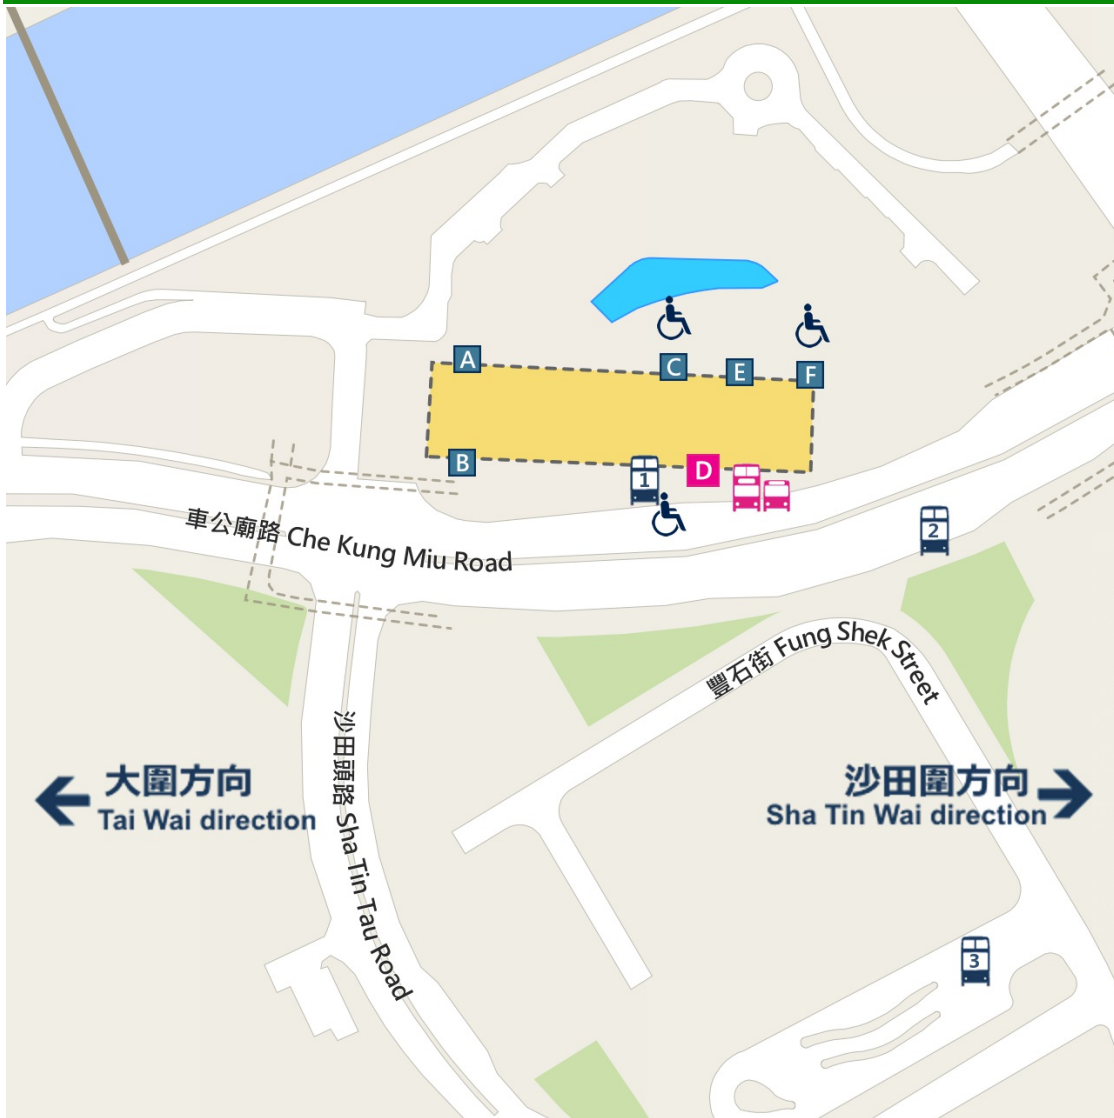 A
C
E
F
B
1
D
2
車公廟路 Che Kung Miu Road
豐石街 Fung Shek Street
沙田頭路 Sha Tin Tau Road
大圍方向
Tai Wai direction
沙田圍方向
Sha Tin Wai direction
3